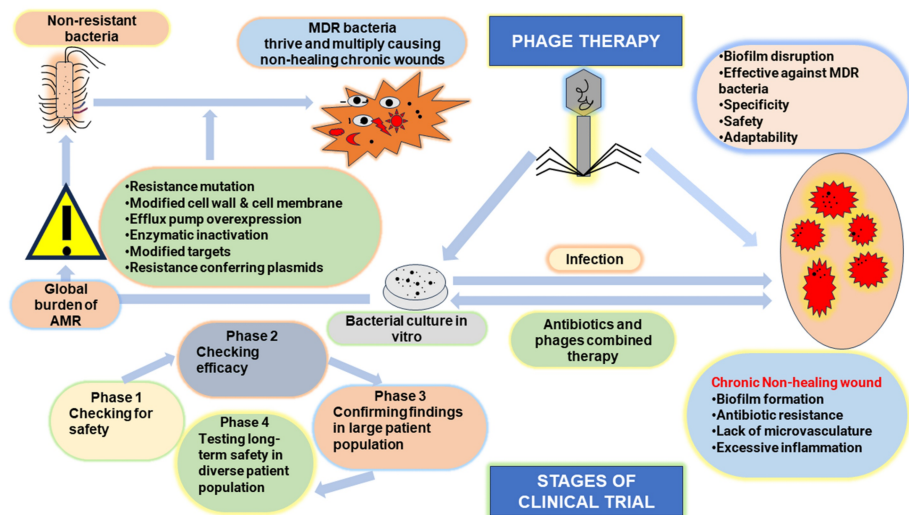 Non-resistant
bacteria
MDR bacteria
thrive and multiply causing
non-healing chronic wounds
PHAGE THERAPY
•Biofilm disruption
•Effective against MDR
bacteria
•Specificity
•Safety
•Adaptability
•Resistance mutation
•Modified cell wall & cell membrane
•Efflux pump overexpression
•Enzymatic inactivation
•Modified targets
•Resistance conferring plasmids
Global
burden of
AMR
Infection
Bacterial culture in
vitro
Antibiotics and
phages combined
therapy
Phase 1
Checking for
safety
Phase 2
Checking
efficacy
Phase 3
Confirming findings
in large patient
population
Phase 4
Testing long-
term safety in
diverse patient
population
Chronic Non-healing wound
•Biofilm formation
•Antibiotic resistance
•Lack of microvasculature
•Excessive inflammation
STAGES OF
CLINICAL TRIAL